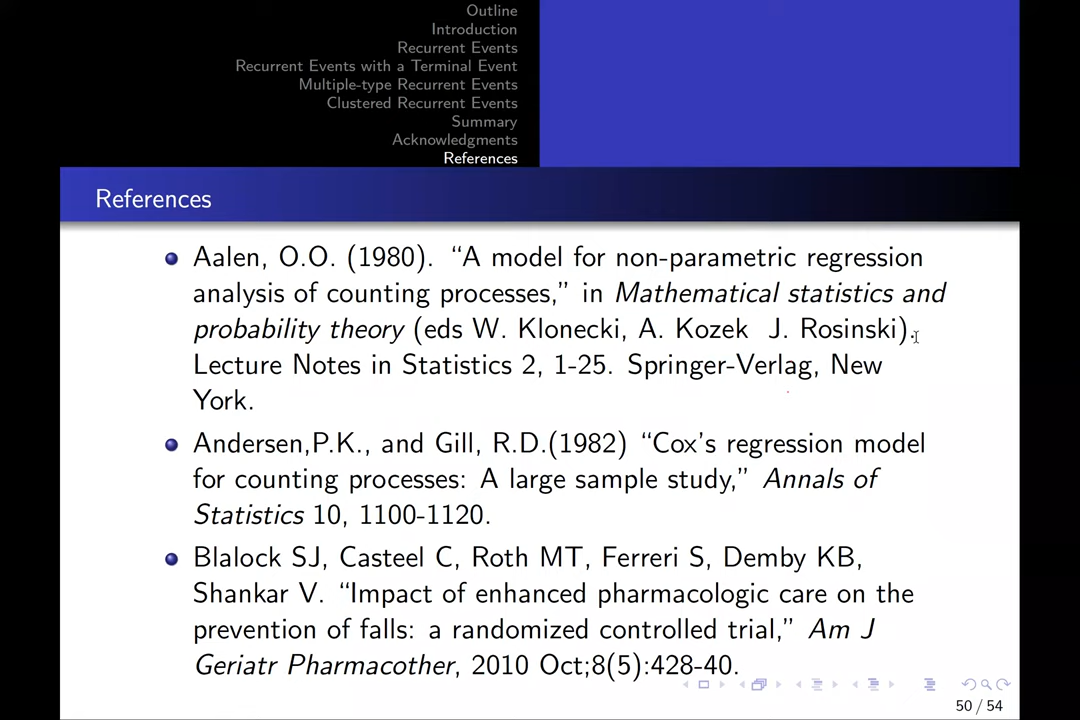 Outline
Introduction
Recurrent Events
Recurrent Events with a Terminal Event
Multiple-type Recurrent Events
Clustered Recurrent Events
Summary
Acknowledgments
References
References
Aalen, O.O. (1980). “A model for non-parametric regression
analysis of counting processes,” in Mathematical statistics and
probability theory (eds W. Klonecki, A. Kozek J. Rosinski).
Lecture Notes in Statistics 2, 1-25. Springer-Verlag, New
York.
Andersen,P.K., and Gill, R.D.(1982) “Cox’s regression model
for counting processes: A large sample study,” Annals of
Statistics 10, 1100-1120.
Blalock SJ, Casteel C, Roth MT, Ferreri S, Demby KB,
Shankar V. “Impact of enhanced pharmacologic care on the
prevention of falls: a randomized controlled trial,” Am J
Geriatr Pharmacother, 2010 Oct;8(5):428-40.
50 / 54